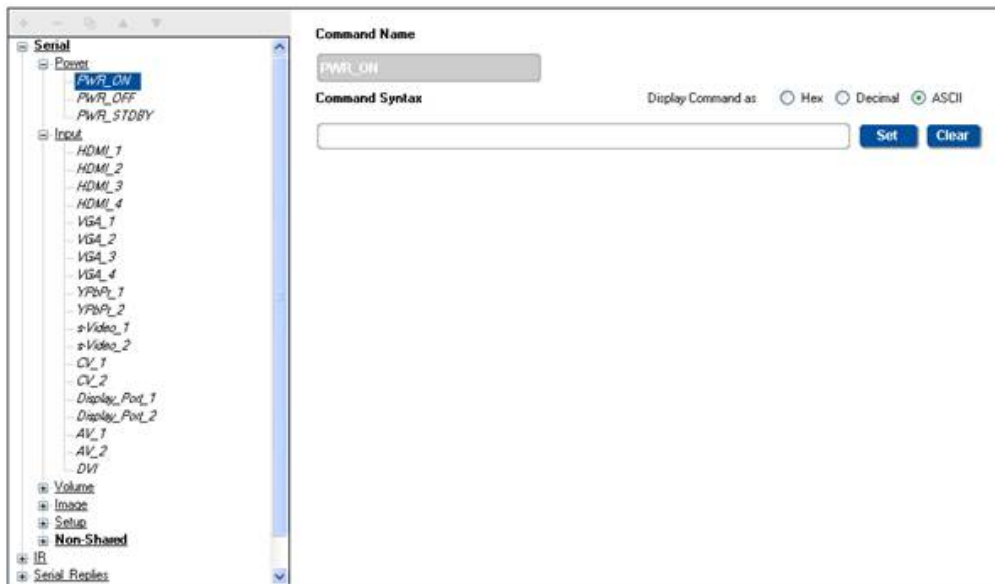 Serial
Power
PWR_ON
PWR_OFF
PWR_STDBY
Input
HDMI_1
HDMI_2
HDMI_3
HDMI_4
VGA_1
VGA_2
VGA_3
VGA_4
YPbPr_1
YPbPr_2
s-Video_1
s-Video_2
CV_1
CV_2
Display_Port_1
Display_Port_2
AV_1
AV_2
DVI
Volume
Image
Setup
Non-Shared
IR
Serial Replies
Command Name
PWR_ON
Command Syntax Display Command as Hex Decimal ASCII
Set Clear